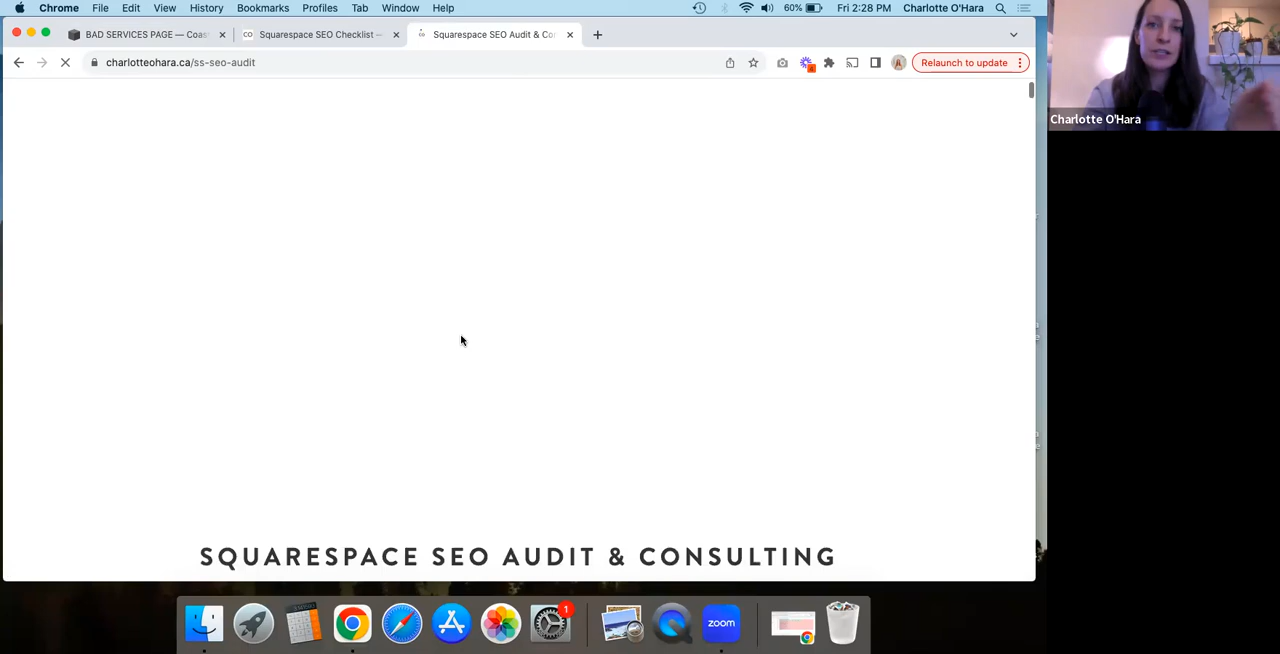 Chrome File Edit View History Bookmarks Profiles Tab Window Help 60% Fri 2:28 PM Charlotte O'Hara
BAD SERVICES PAGE — Coas Squarespace SEO Checklist — CO Squarespace SEO Audit & Co
charlotteohara.ca/ss-seo-audit Relaunch to update
Charlotte O'Hara
SQUARESPACE SEO AUDIT & CONSULTING
1
zoom